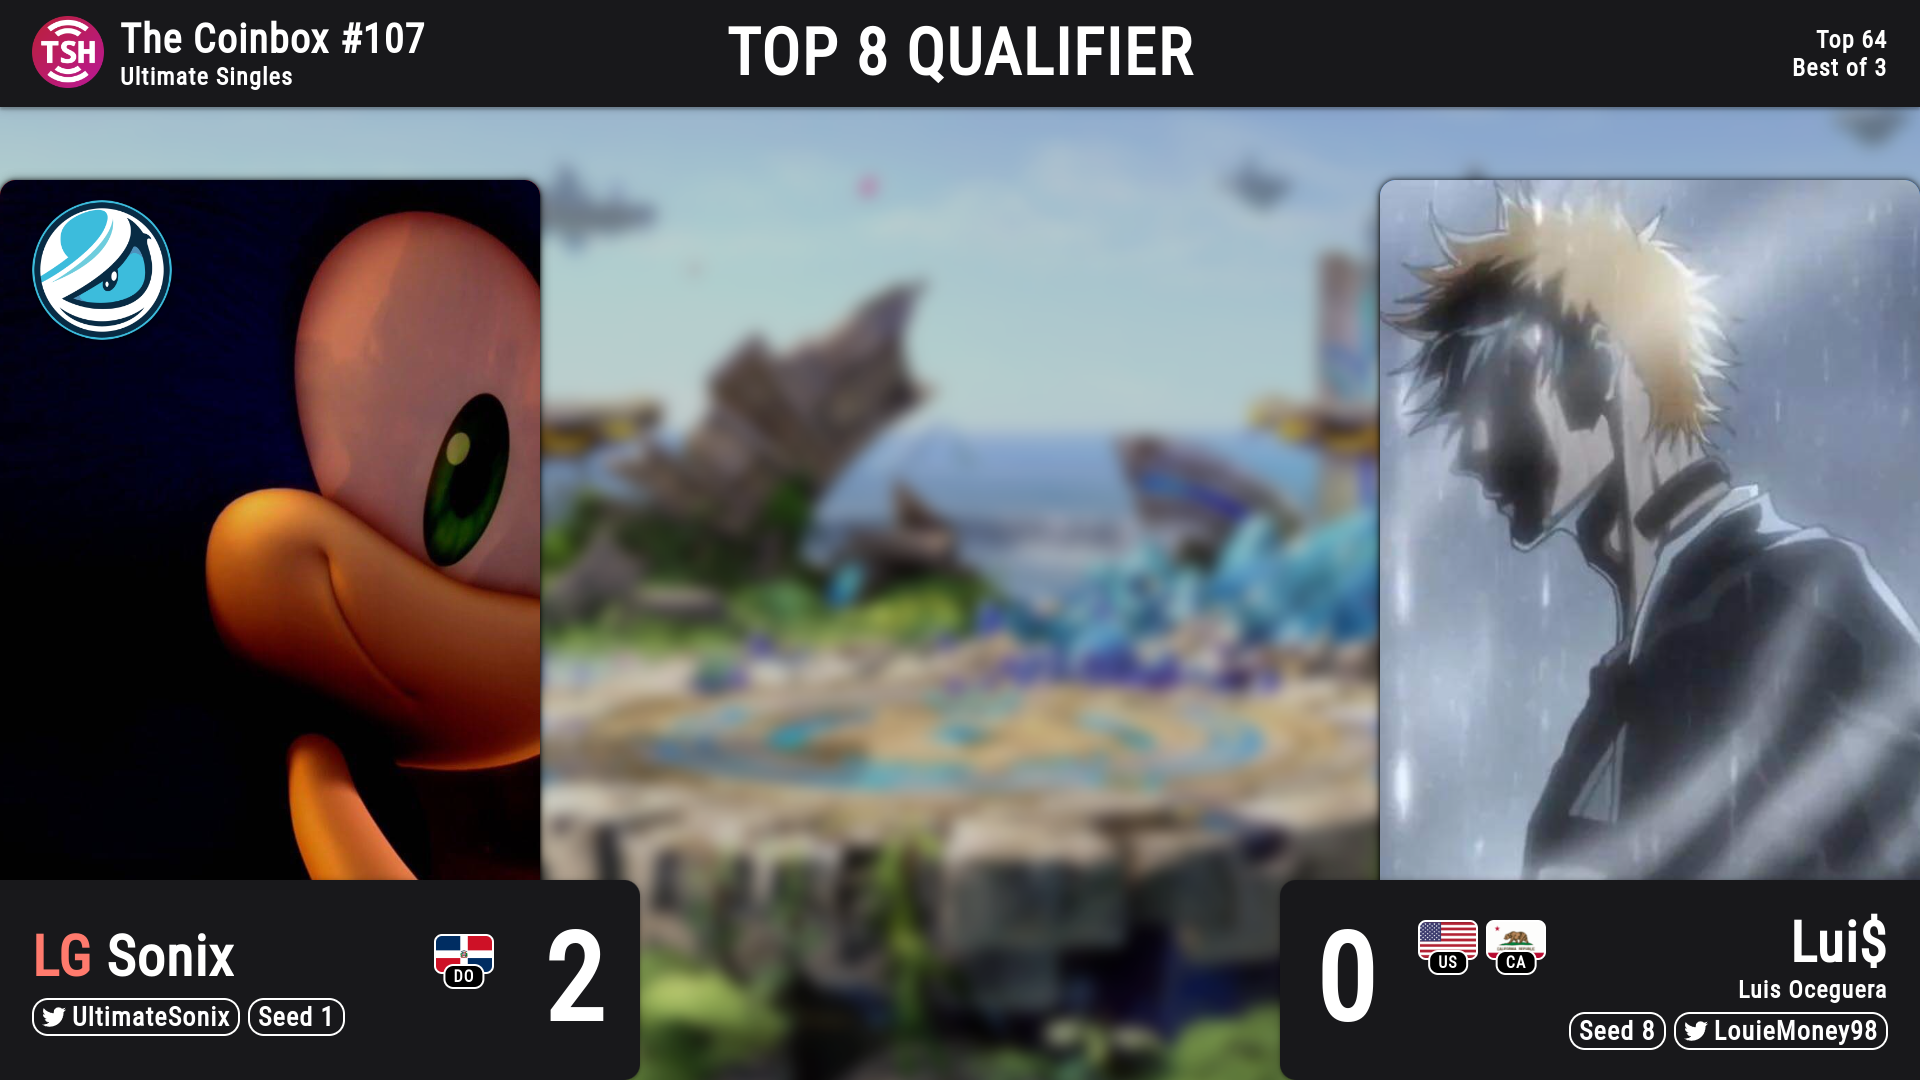 TSH
The Coinbox #107
Ultimate Singles
TOP 8 QUALIFIER
Top 64
Best of 3
LG Sonix
DO
2
UltimateSonix
Seed 1
0
US
CA
Lui$
Luis Oceguera
Seed 8
LouieMoney98